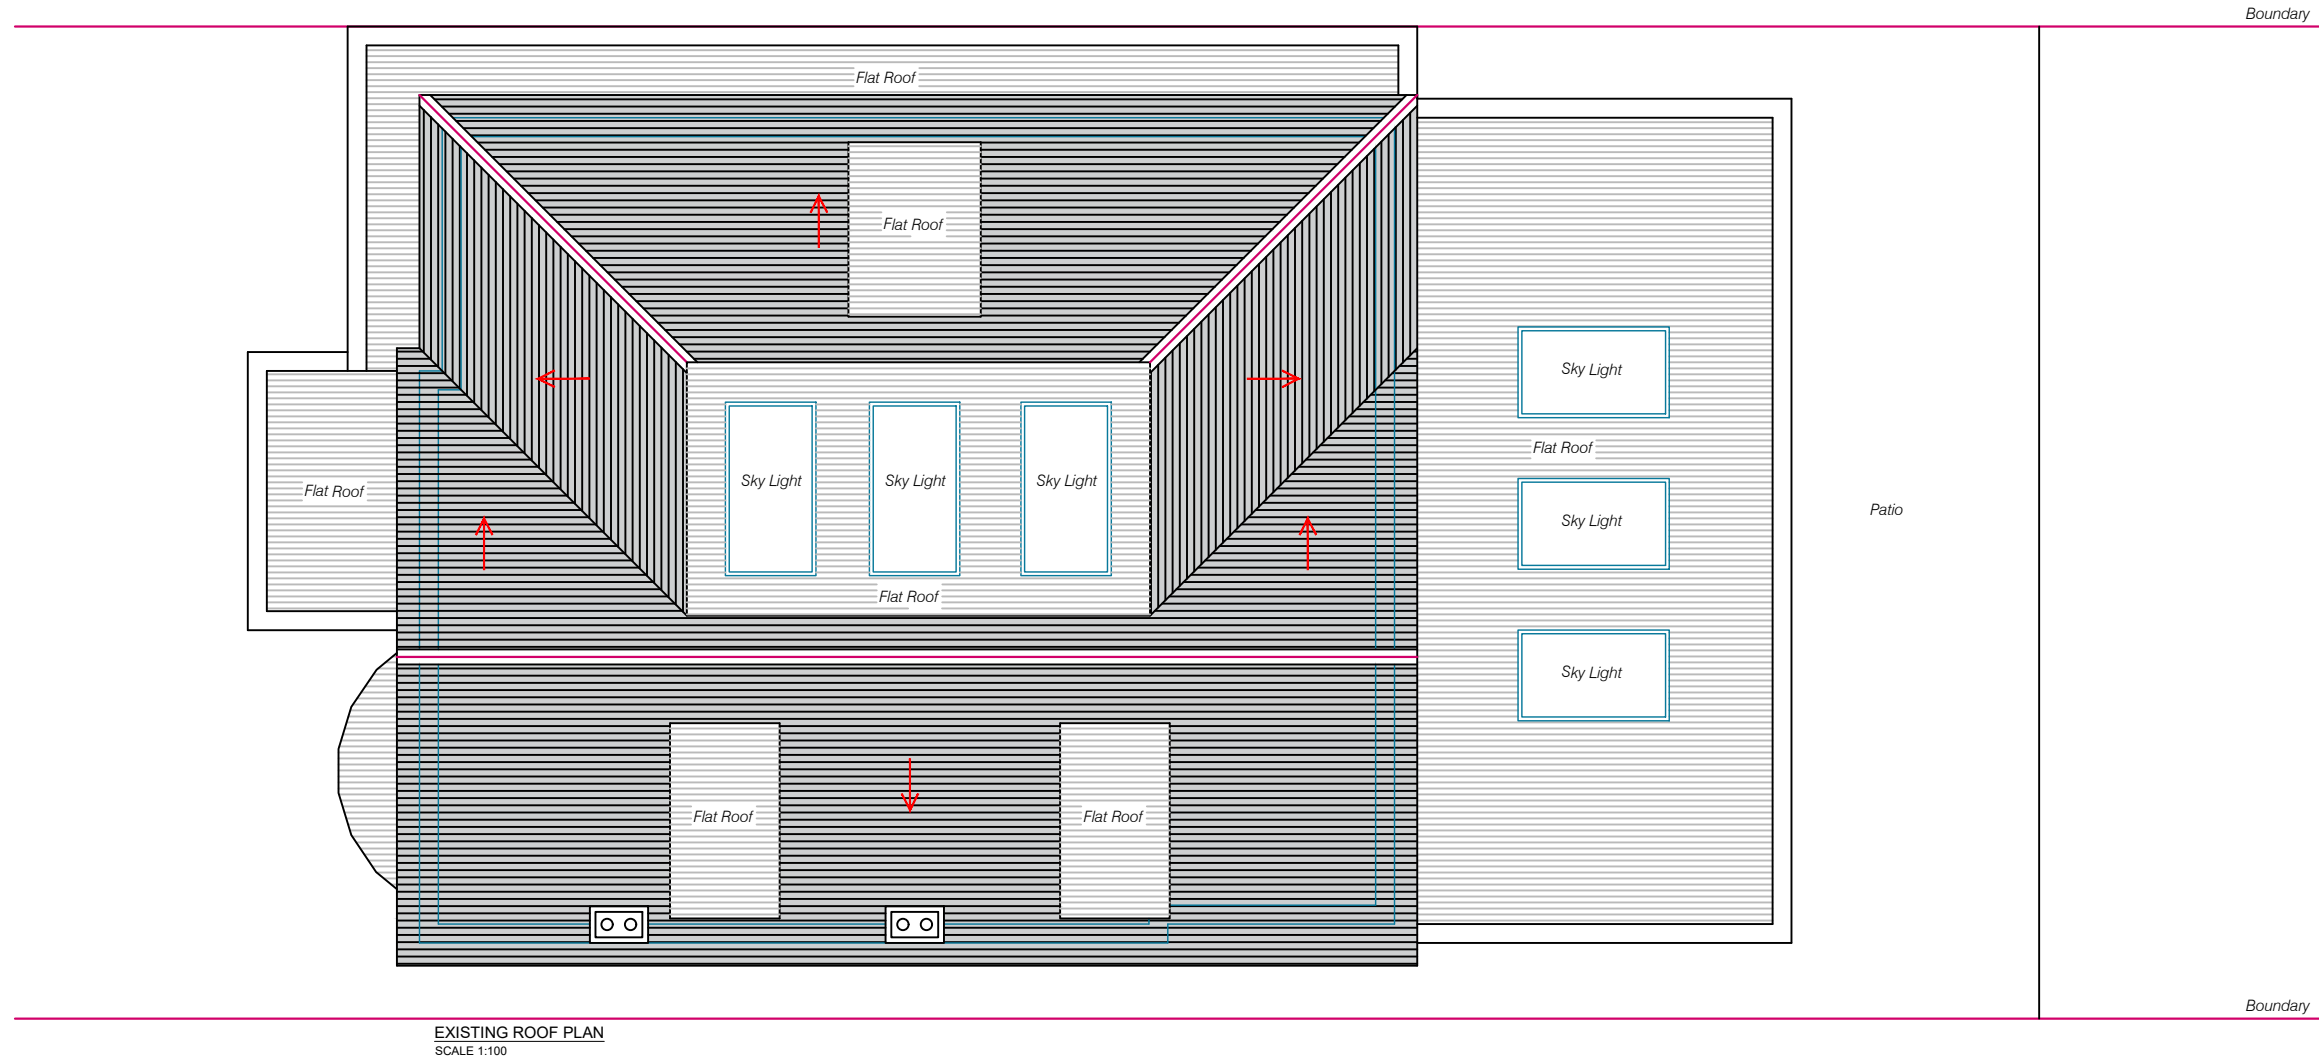 Boundary
Flat Roof
Flat Roof
Sky Light
Flat Roof
Sky Light
Sky Light
Sky Light
Flat Roof
Patio
Sky Light
Flat Roof
Sky Light
Flat Roof
Flat Roof
Boundary
EXISTING ROOF PLAN
SCALE 1:100